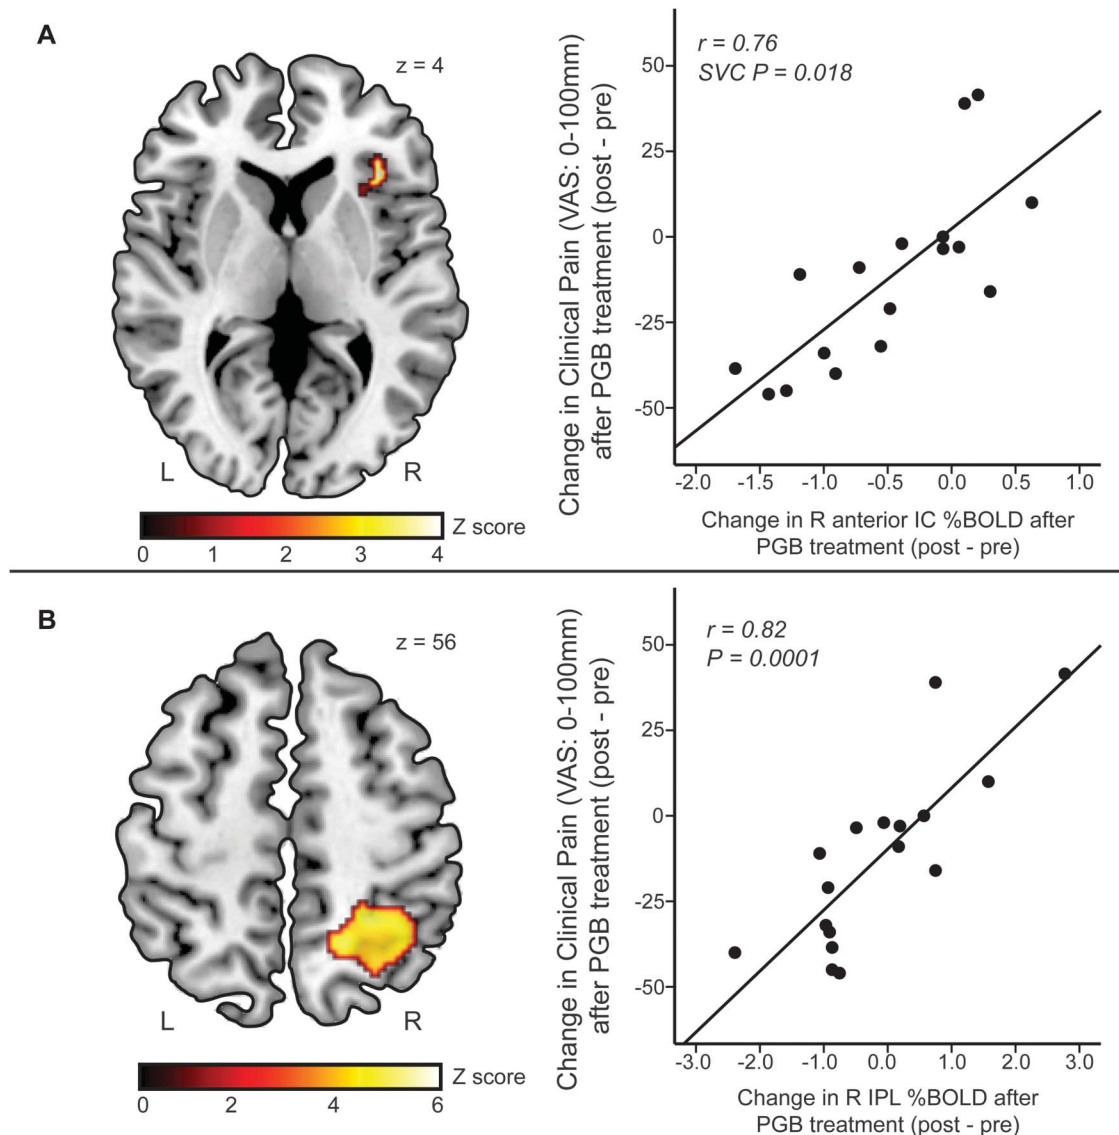 A
z = 4
L
R
Z score
0 1 2 3 4
Change in Clinical Pain (VAS: 0-100mm)
after PGB treatment (post - pre)
r = 0.76
SVC P = 0.018
50
25
0
-25
-50
-2.0 -1.5 -1.0 -0.5 0.0 0.5 1.0
Change in R anterior IC %BOLD after
PGB treatment (post - pre)
B
z = 56
L
R
Z score
0 2 4 6
Change in Clinical Pain (VAS: 0-100mm)
after PGB treatment (post - pre)
r = 0.82
P = 0.0001
50
25
0
-25
-50
-3.0 -2.0 -1.0 0.0 1.0 2.0 3.0
Change in R IPL %BOLD after
PGB treatment (post - pre)